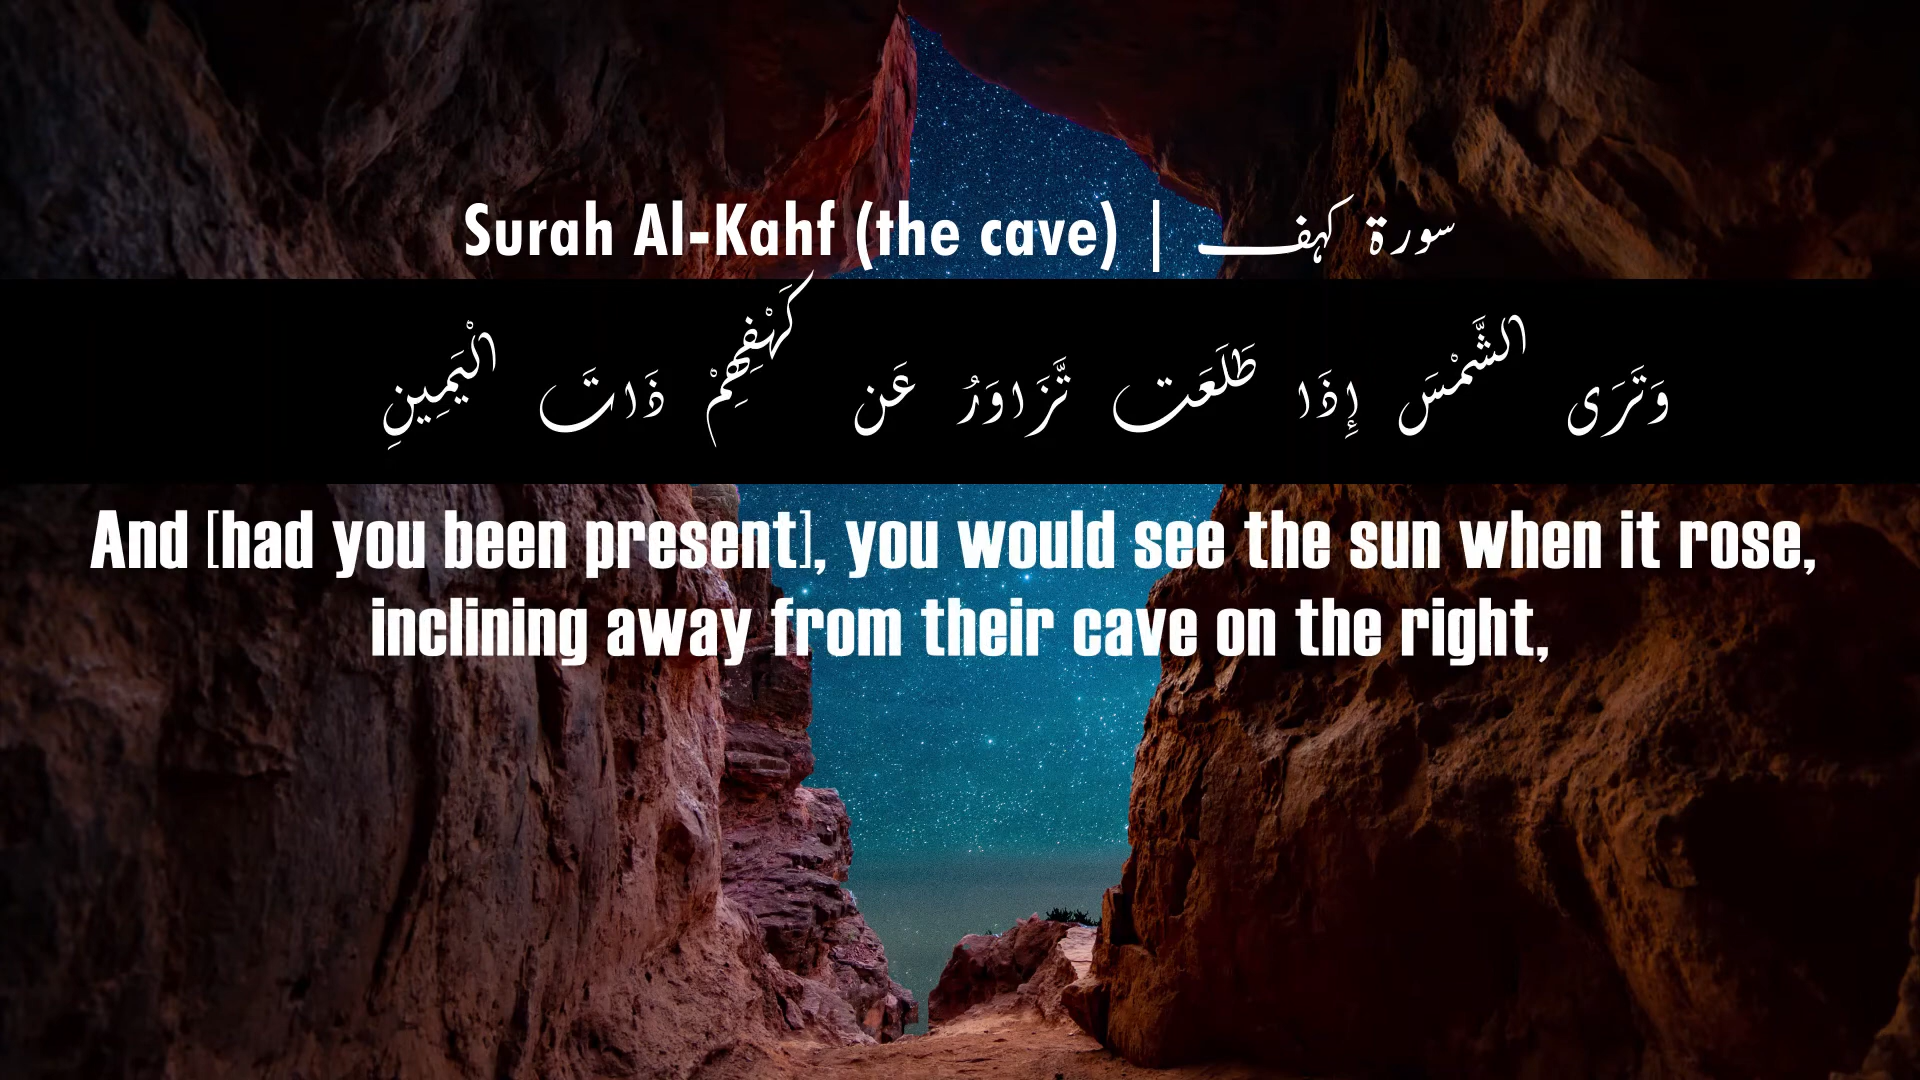 Surah Al-Kahf (the cave) | سورة كهف
وَتَرَى الشَّمْسَ إِذَا طَلَعَت تَّزَاوَرُ عَن كَهْفِهِمْ ذَاتَ الْيَمِينِ
And [had you been present], you would see the sun when it rose,
inclining away from their cave on the right,